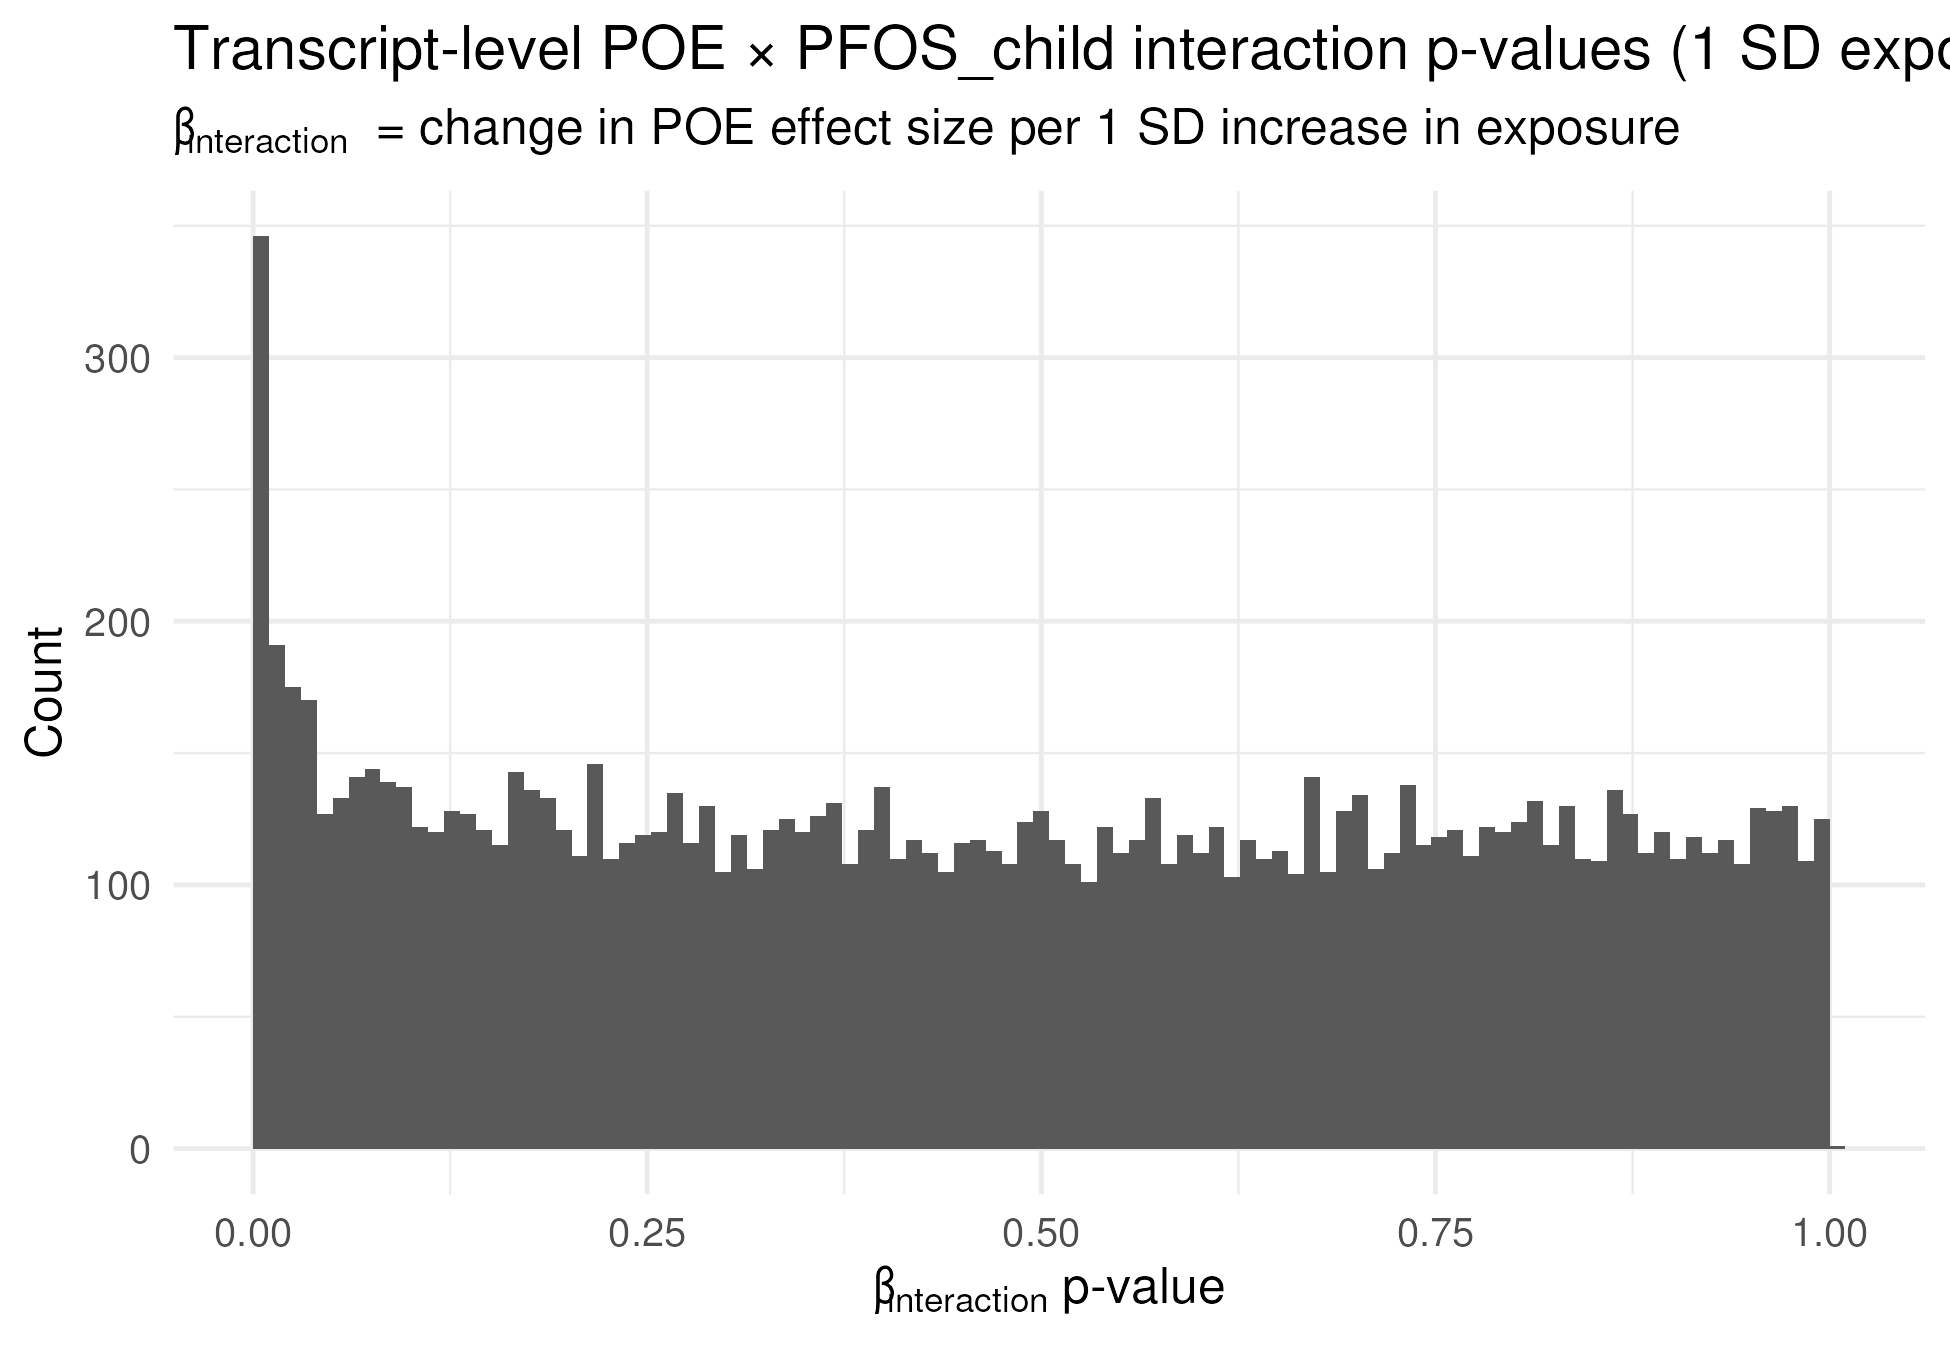 Transcript-level POE × PFOS_child interaction p-values (1 SD expo
βinteraction = change in POE effect size per 1 SD increase in exposure
300
200
100
0
Count
0.00 0.25 0.50 0.75 1.00
βinteraction p-value